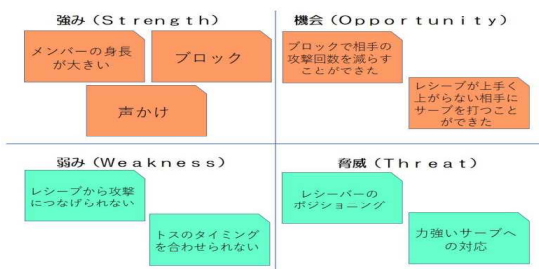 強み（Ｓｔｒｅｎｇｔｈ）
メンバーの身長
が大きい
ブロック
声かけ
機会（Ｏｐｐｏｒｔｕｎｉｔｙ）
ブロックで相手の
攻撃回数を減らす
ことができた
レシーブが上手く
上がらない相手に
サーブを打つこと
ができた
弱み（Ｗｅａｋｎｅｓｓ）
レシーブから攻撃
につなげられない
トスのタイミング
を合わせられない
脅威（Ｔｈｒｅａｔ）
レシーバーの
ポジショニング
力強いサーブへ
の対応